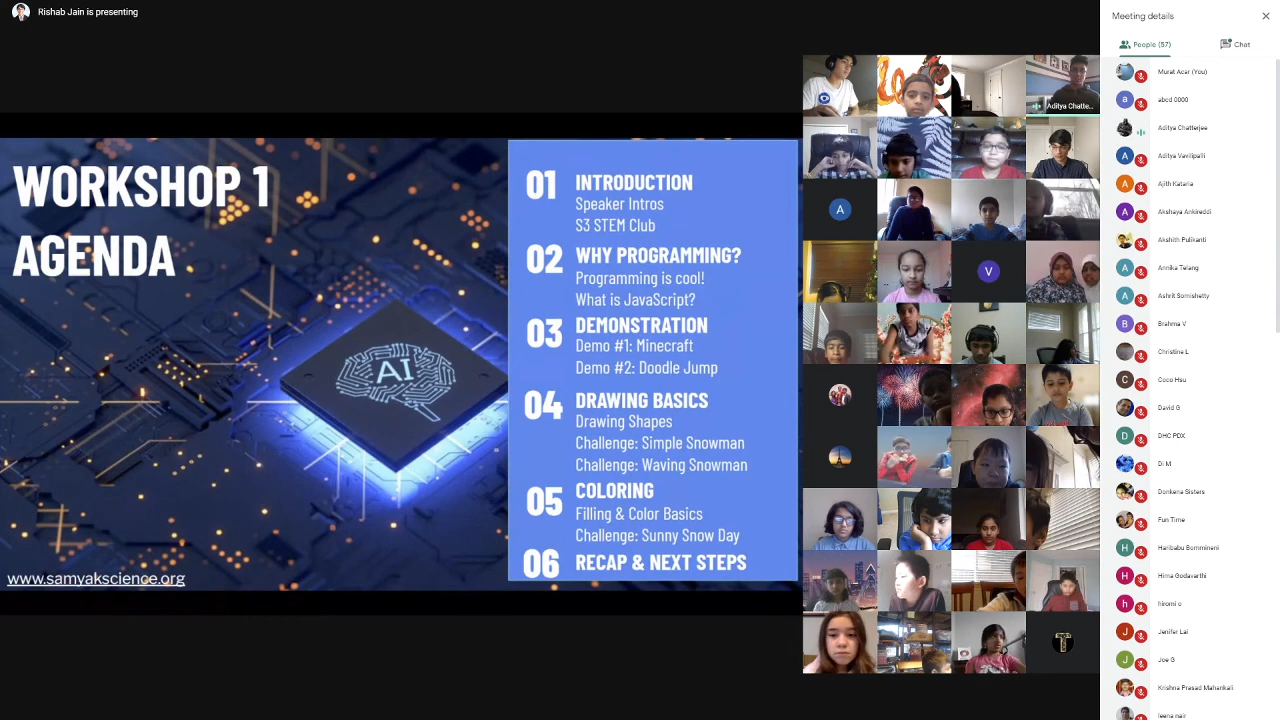 Rishab Jain is presenting
WORKSHOP 1
AGENDA
AI
www.samyakscience.org
01 INTRODUCTION
Speaker Intros
S3 STEM Club
02 WHY PROGRAMMING?
Programming is cool!
What is JavaScript?
03 DEMONSTRATION
Demo #1: Minecraft
Demo #2: Doodle Jump
04 DRAWING BASICS
Drawing Shapes
Challenge: Simple Snowman
Challenge: Waving Snowman
05 COLORING
Filling & Color Basics
Challenge: Sunny Snow Day
06 RECAP & NEXT STEPS
Aditya Chatte...
A
V
T
Meeting details
People (57)
Chat
Murat Acar (You)
a abcd 0000
Aditya Chatterjee
A Aditya Vavilipalli
A Ajith Kataria
A Akshaya Ankireddi
Akshith Pulikanti
A Annika Telang
A Ashrit Somishetty
B Brahma V
Christina L
C Coco Hsu
David G
D DHC PDX
Di M
Donkena Sisters
Fun Time
H Haribabu Bommineni
H Hima Godavarthi
h hiromi o
J Jenifer Lai
J Joe G
Krishna Prasad Mahankali
leena nair